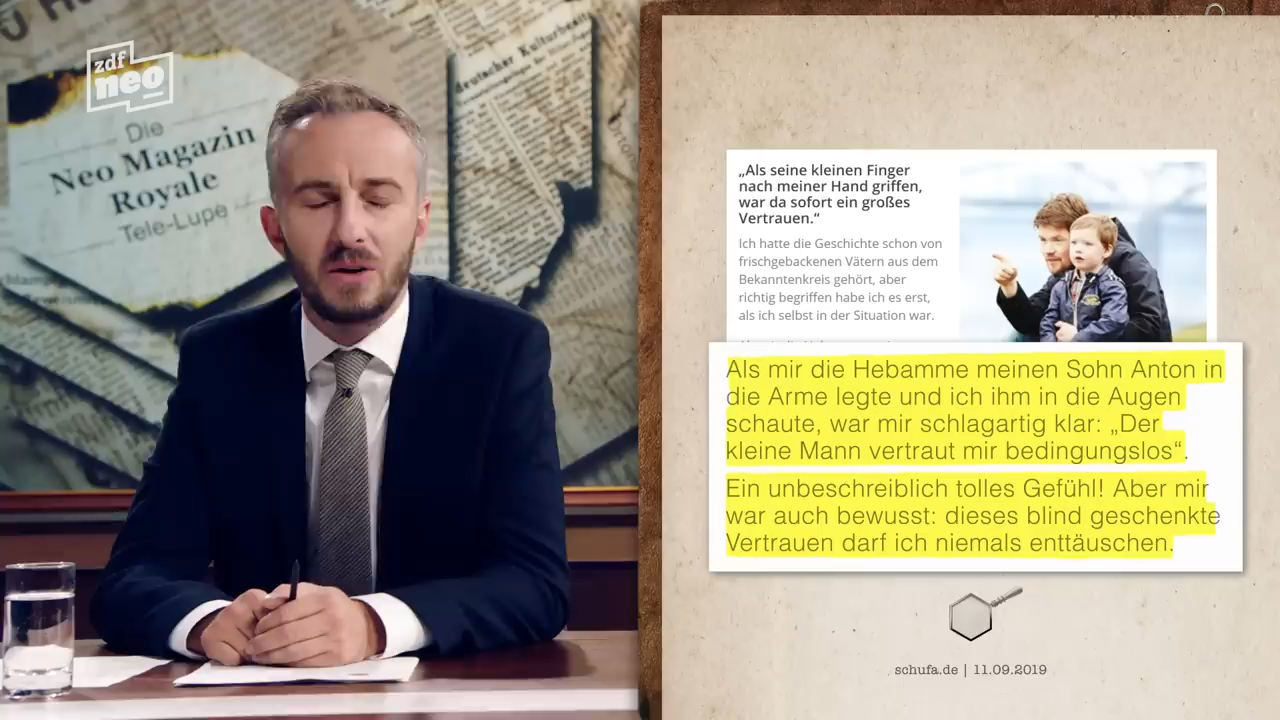 zdf
neo
Die
Neo Magazin
Royale
Tele-Lupe
deutscher Kulturbesitz
„Als seine kleinen Finger
nach meiner Hand griffen,
war da sofort ein großes
Vertrauen.“
Ich hatte die Geschichte schon von
frischgebackenen Vätern aus dem
Bekanntenkreis gehört, aber
richtig begriffen habe ich es erst,
als ich selbst in der Situation war.
Als mir die Hebamme meinen Sohn Anton in
die Arme legte und ich ihm in die Augen
schaute, war mir schlagartig klar: „Der
kleine Mann vertraut mir bedingungslos“.
Ein unbeschreiblich tolles Gefühl! Aber mir
war auch bewusst: dieses blind geschenkte
Vertrauen darf ich niemals enttäuschen.
schufa.de | 11.09.2019